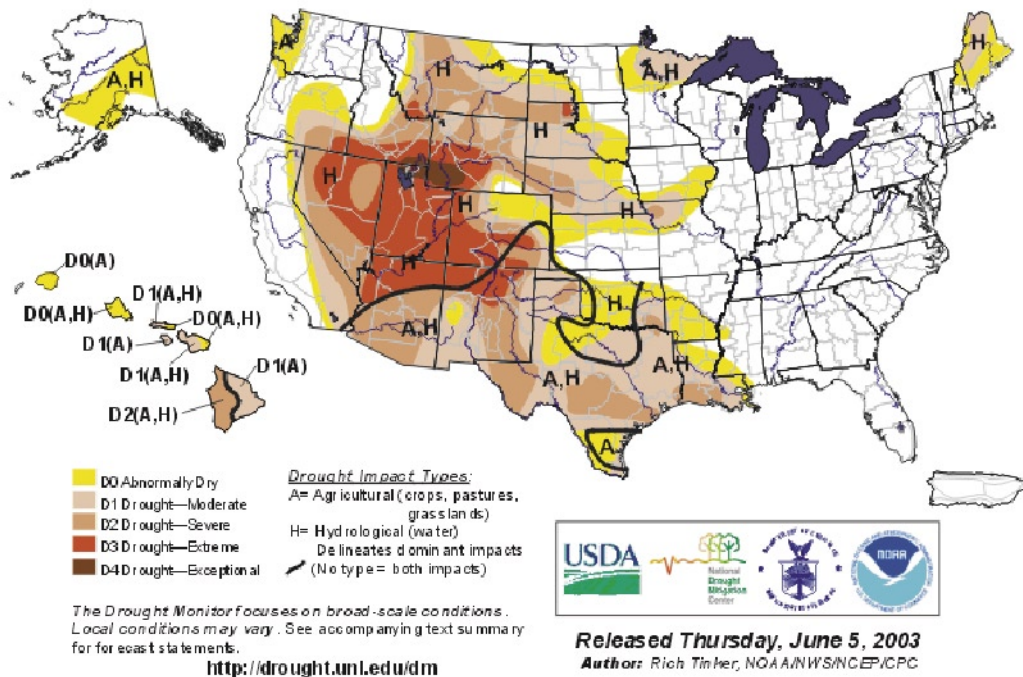 A
A,H
H
H
A,H
H
H
H
H
H
H
A,H
H
A,H
A,H
A
D0(A)
D1(A,H)
D0(A,H)
D0(A,H)
D1(A)
D1(A)
D1(A,H)
D2(A,H)
D0 Abnormally Dry
D1 Drought—Moderate
D2 Drought—Severe
D3 Drought—Extreme
D4 Drought—Exceptional
Drought Impact Types:
A= Agricultural (crops, pastures,
grasslands)
H= Hydrological (water)
Delineates dominant impacts
(No type = both impacts)
USDA
National
Drought
Mitigation
Center
NOAA
The Drought Monitor focuses on broad-scale conditions.
Local conditions may vary. See accompanying text summary
for forecast statements.
http://drought.unl.edu/dm
Released Thursday, June 5, 2003
Author: Rich Tinker, NOAA/NWS/NCEP/CPC